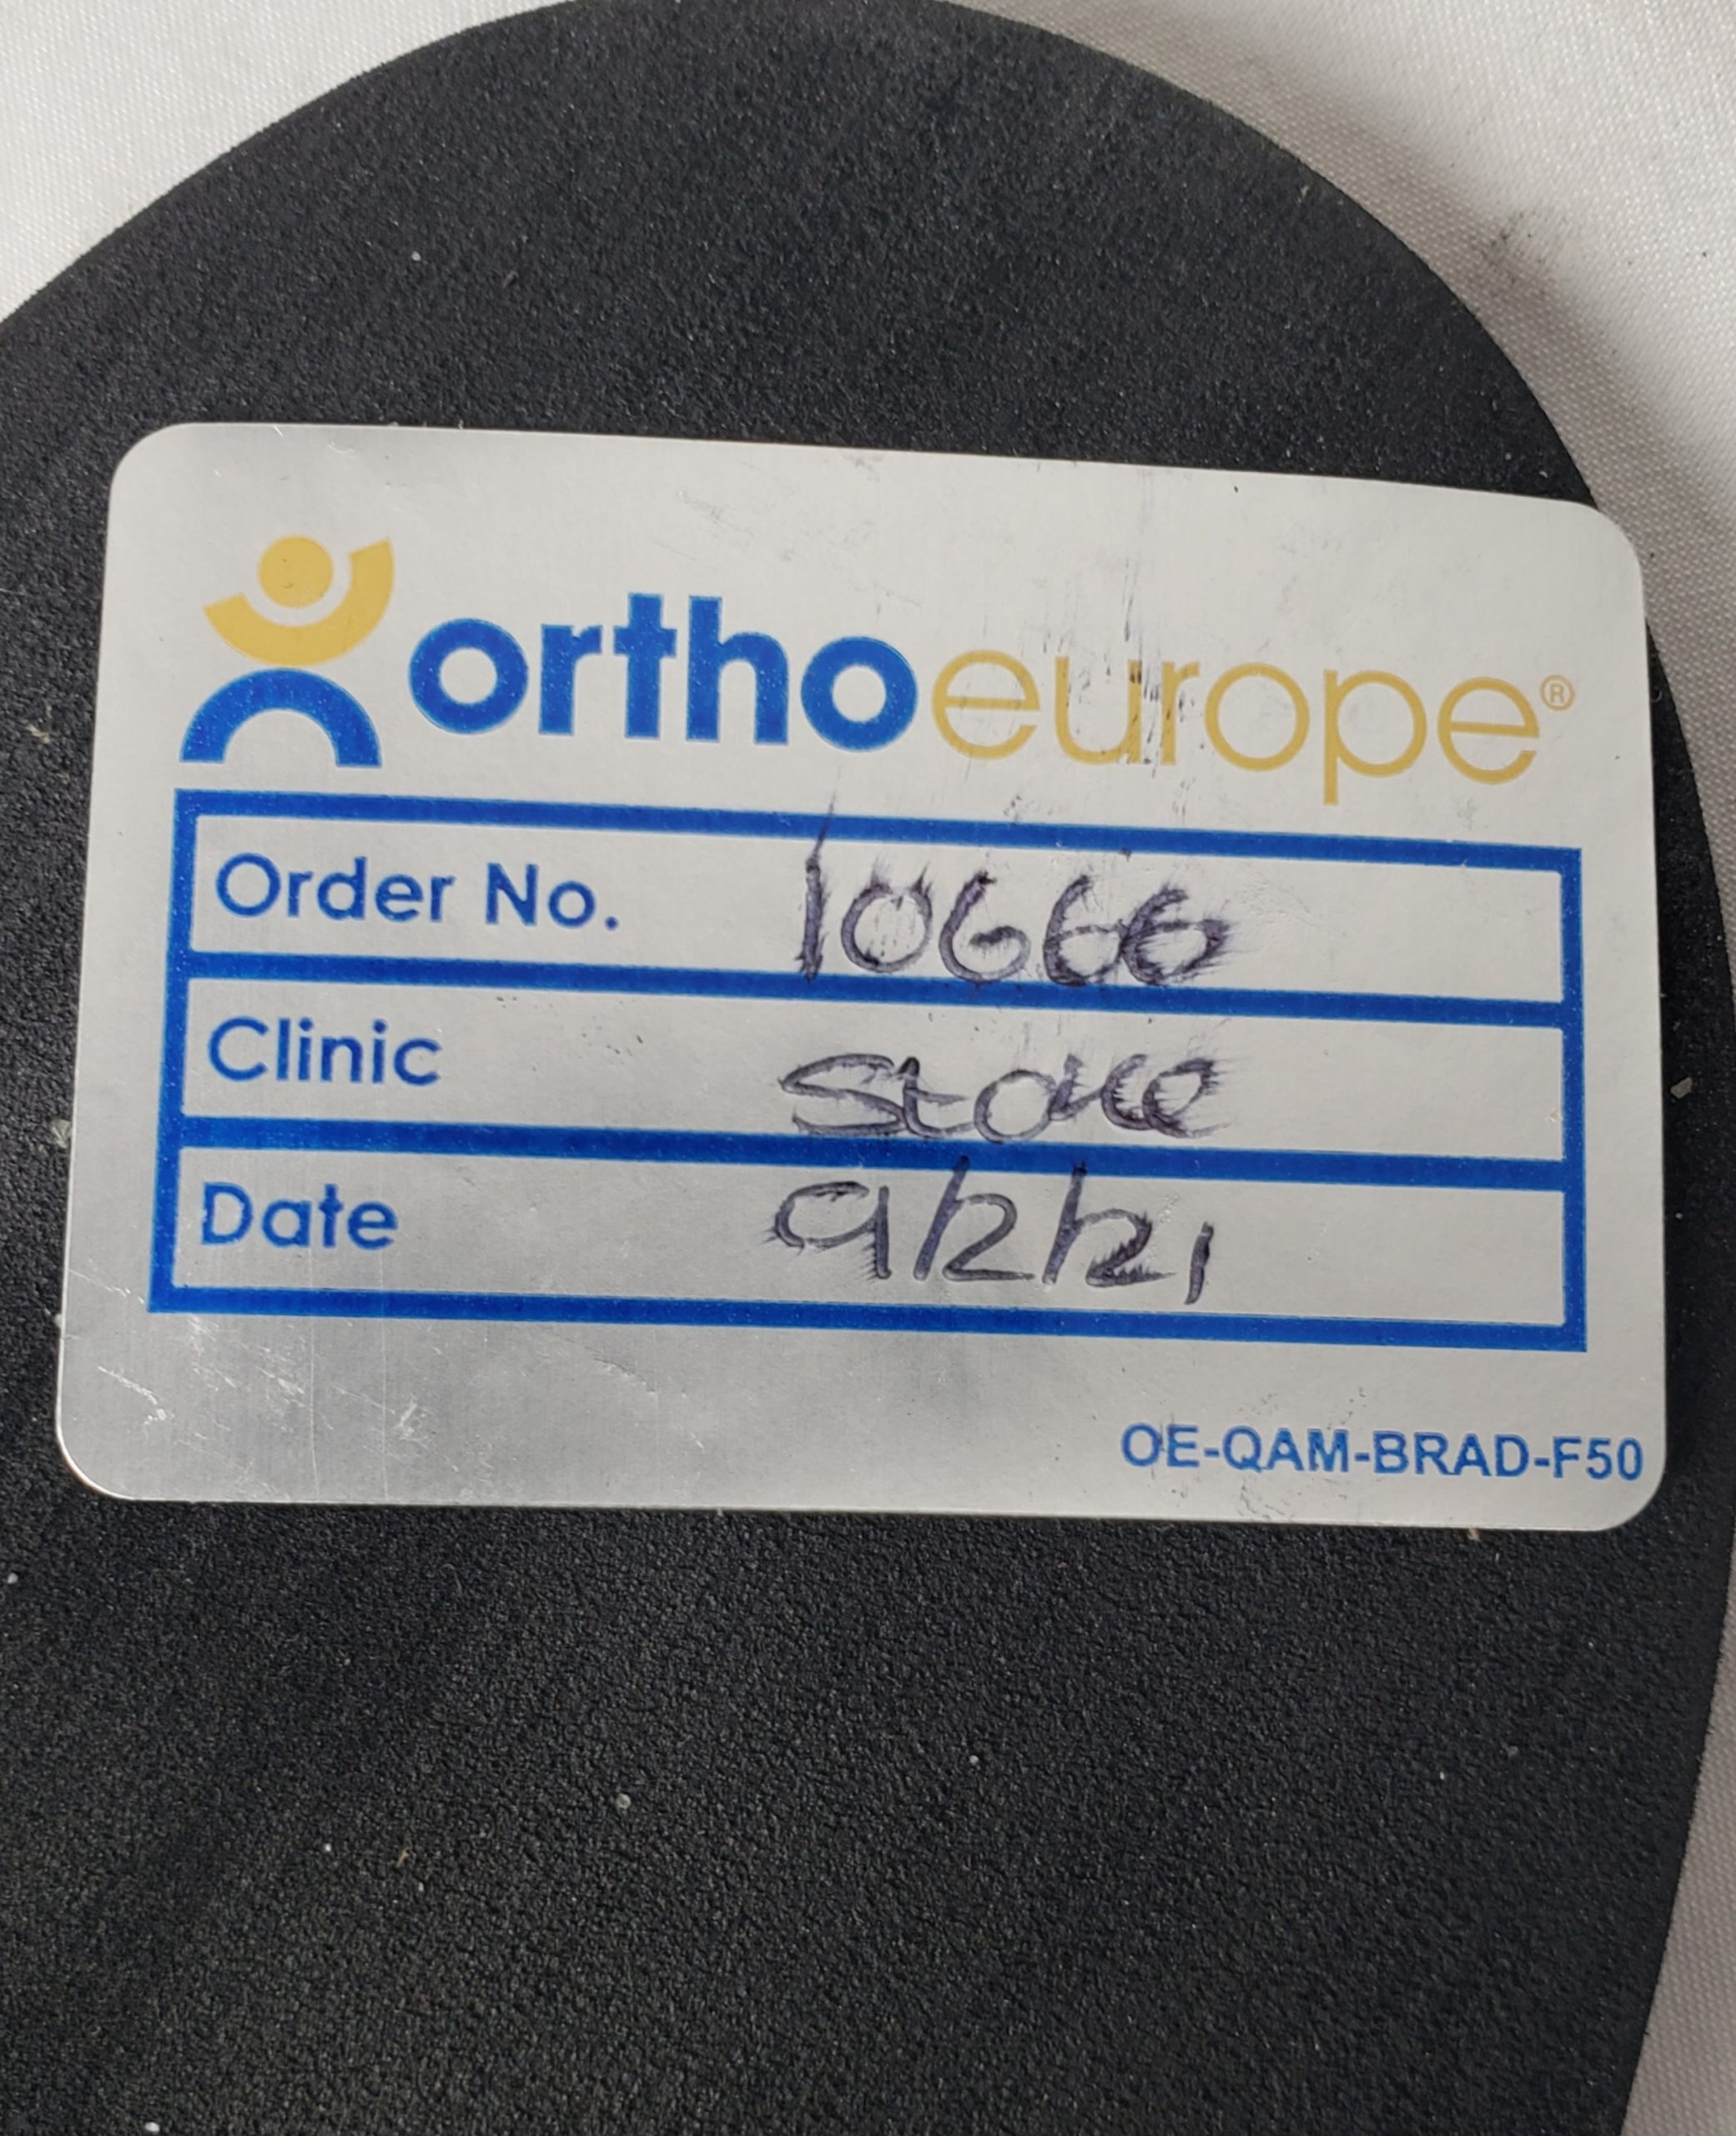 orthoeurope®
Order No. 10666
Clinic Stoke
Date 9/2/21
OE-QAM-BRAD-F50